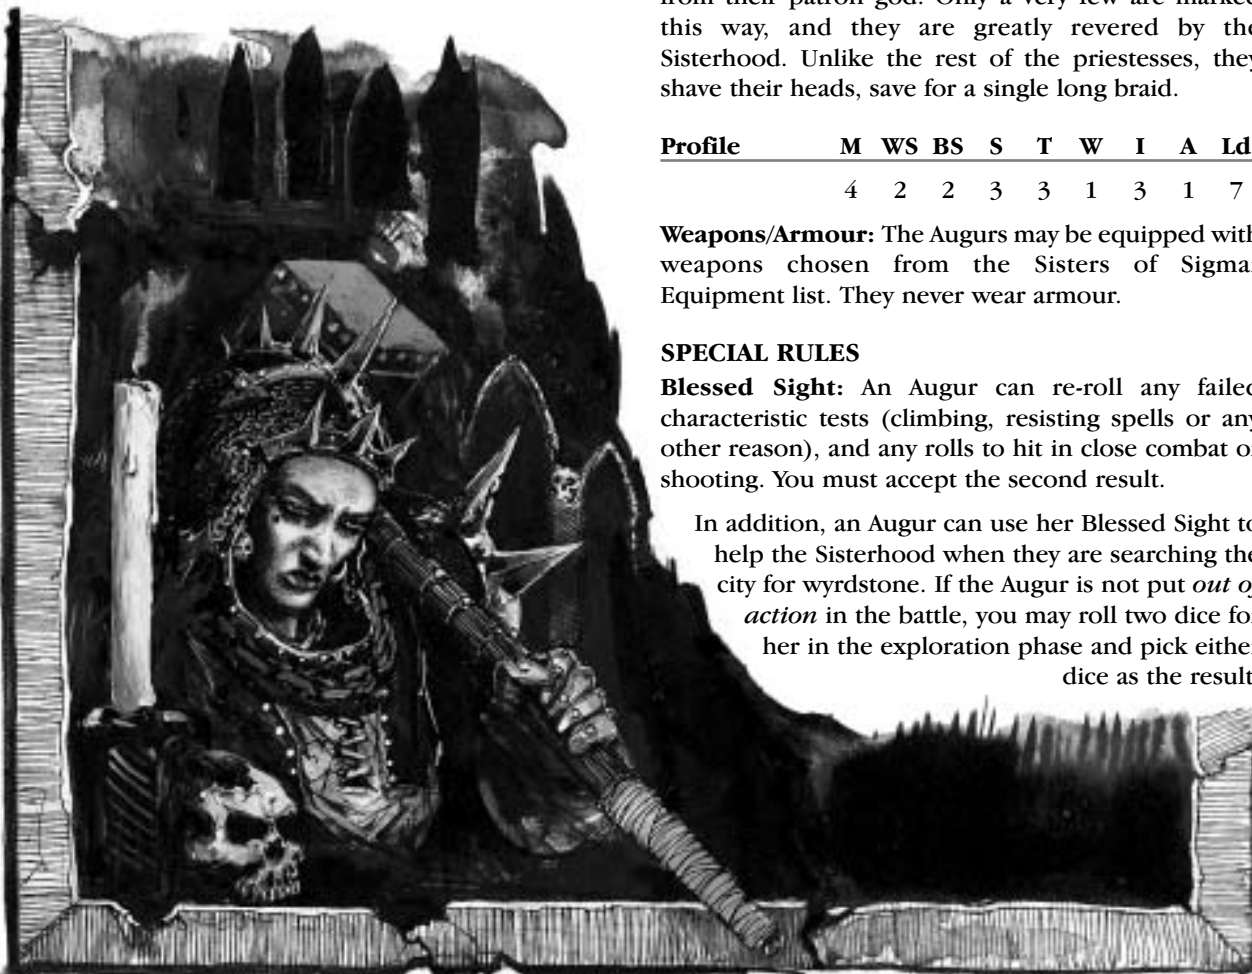 from their patron god. Only a very few are marked
this way, and they are greatly revered by the
Sisterhood. Unlike the rest of the priestesses, they
shave their heads, save for a single long braid.
Profile M WS BS S T W I A Ld
4 2 2 3 3 1 3 1 7
Weapons/Armour: The Augurs may be equipped with
weapons chosen from the Sisters of Sigmar
Equipment list. They never wear armour.
SPECIAL RULES
Blessed Sight: An Augur can re-roll any failed
characteristic tests (climbing, resisting spells or any
other reason), and any rolls to hit in close combat or
shooting. You must accept the second result.
In addition, an Augur can use her Blessed Sight to
help the Sisterhood when they are searching the
city for wyrdstone. If the Augur is not put out of
action in the battle, you may roll two dice for
her in the exploration phase and pick either
dice as the result.